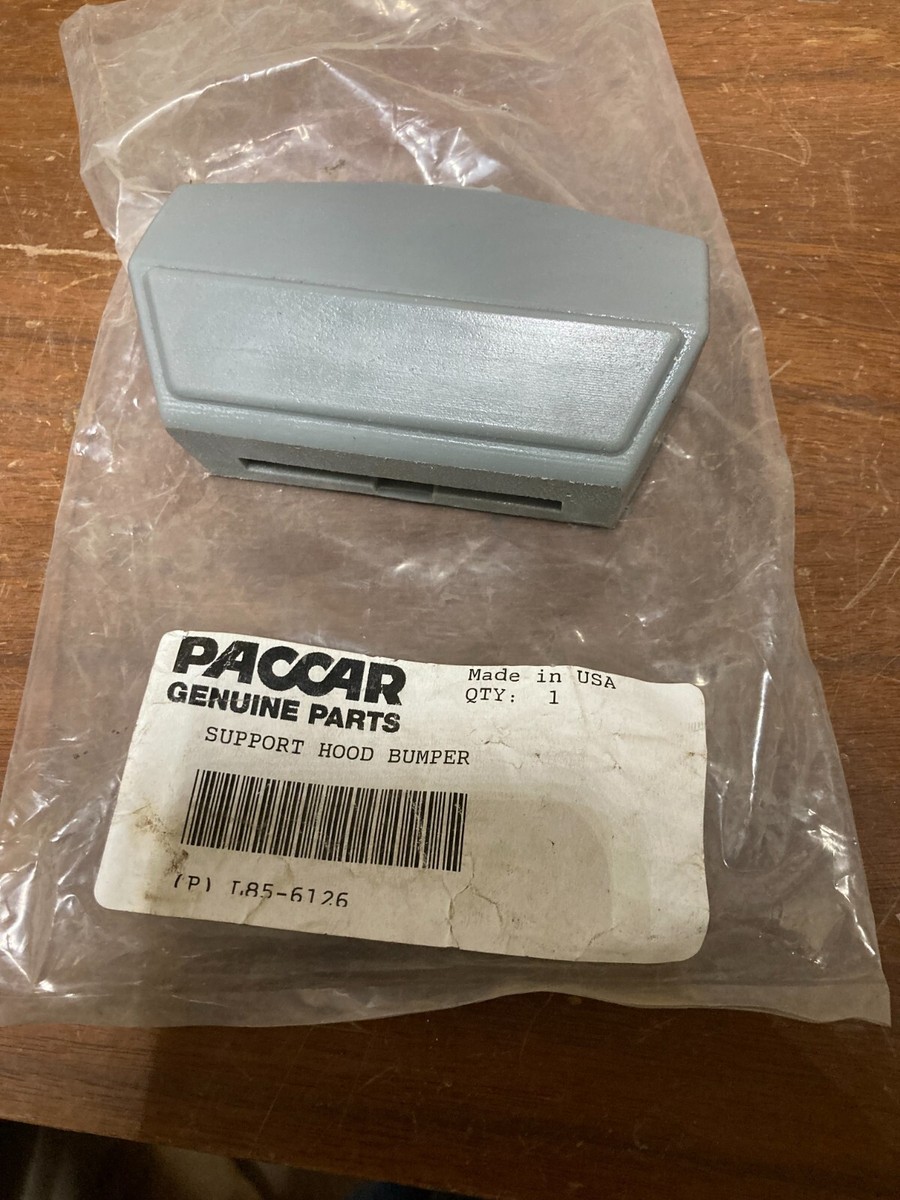 PACCAR
GENUINE PARTS
Made in USA
QTY: 1
SUPPORT HOOD BUMPER
(P) L85-6126